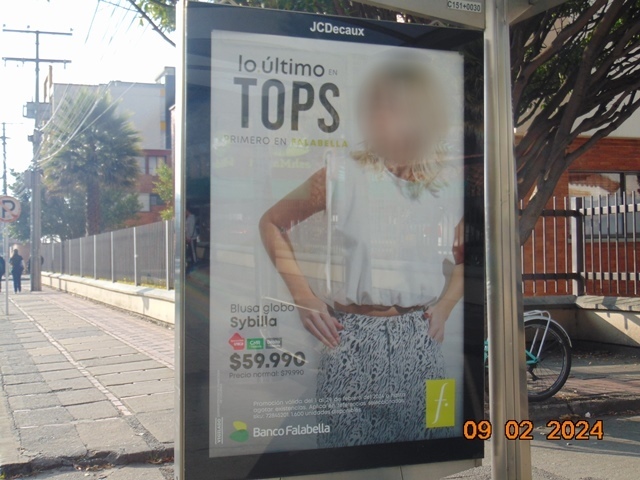 C151+0030
JCDecaux
lo último EN
TOPS
PRIMERO EN FALABELLA
Blusa globo
Sybilla
$59.990
Precio normal: $79.990
f.
Banco Falabella
P
09 02 2024